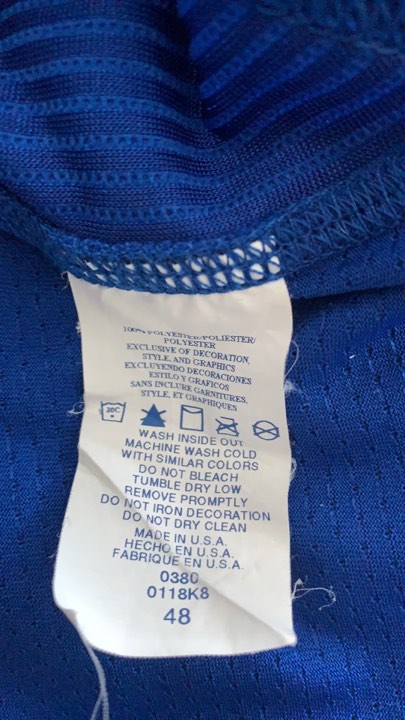 100% POLYESTER/POLIESTER/
POLYESTER
EXCLUSIVE OF DECORATION,
STYLE, AND GRAPHICS
EXCLUYENDO DECORACIONES
ESTILO Y GRAFICOS
SANS INCLURE GARNITURES,
STYLE, ET GRAPHIQUES
30C
WASH INSIDE OUT
MACHINE WASH COLD
WITH SIMILAR COLORS
DO NOT BLEACH
TUMBLE DRY LOW
REMOVE PROMPTLY
DO NOT IRON DECORATION
DO NOT DRY CLEAN
MADE IN U.S.A.
HECHO EN U.S.A.
FABRIQUE EN U.S.A.
0380
0118K8
48